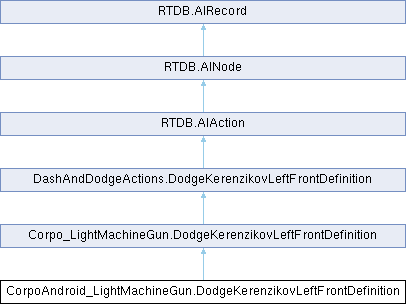 RTDB.AIRecord
RTDB.AINode
RTDB.AIAction
DashAndDodgeActions.DodgeKerenzikovLeftFrontDefinition
Corpo_LightMachineGun.DodgeKerenzikovLeftFrontDefinition
CorpoAndroid_LightMachineGun.DodgeKerenzikovLeftFrontDefinition